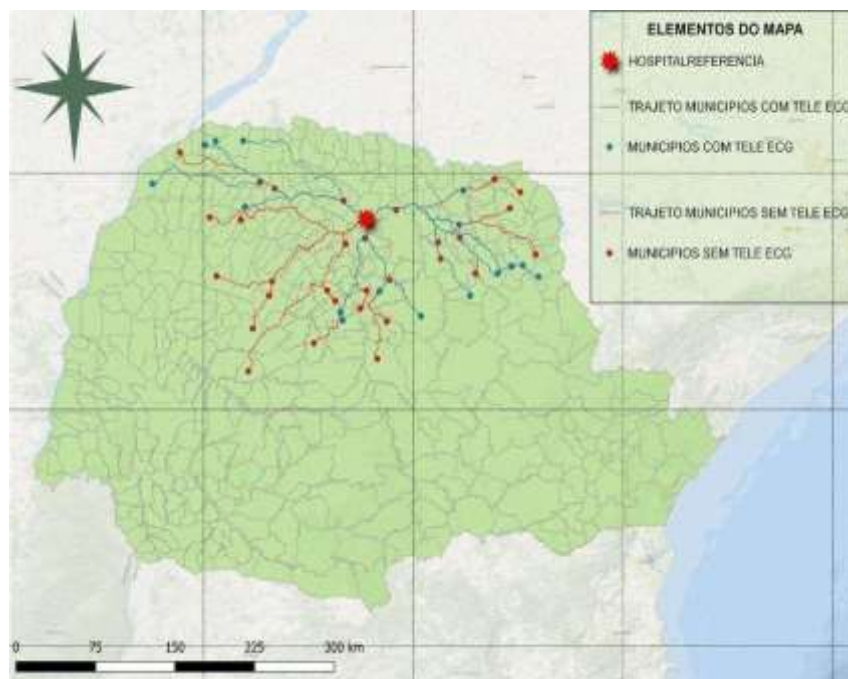 ELEMENTOS DO MAPA
HOSPITALREFERENCIA
TRAJETO MUNICIPIOS COM TELE ECG
MUNICIPIOS COM TELE ECG
TRAJETO MUNICIPIOS SEM TELE ECG
MUNICIPIOS SEM TELE ECG
0 75 150 225 300 km